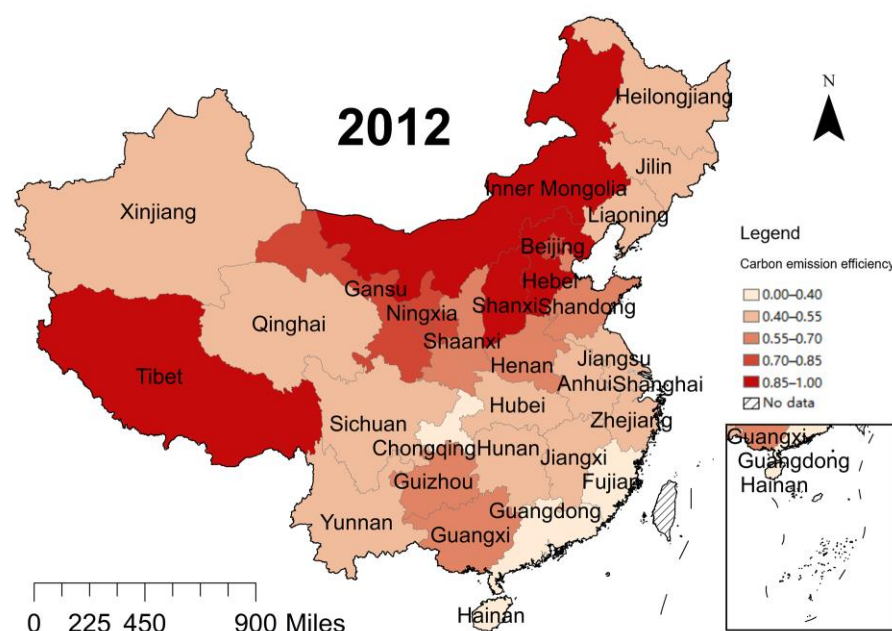 2012
N
Heilongjiang
Jilin
Inner Mongolia
Liaoning
Xinjiang
Beijing
Hebei
Gansu
Shanxi
Shandong
Ningxia
Qinghai
Shaanxi
Henan
Jiangsu
Tibet
Anhui
Shanghai
Hubei
Sichuan
Zhejiang
Chongqing
Hunan
Jiangxi
Guizhou
Fujian
Guangdong
Yunnan
Guangxi
Hainan
Legend
Carbon emission efficiency
0.00–0.40
0.40–0.55
0.55–0.70
0.70–0.85
0.85–1.00
No data
Guangxi
Guangdong
Hainan
0 225 450 900 Miles